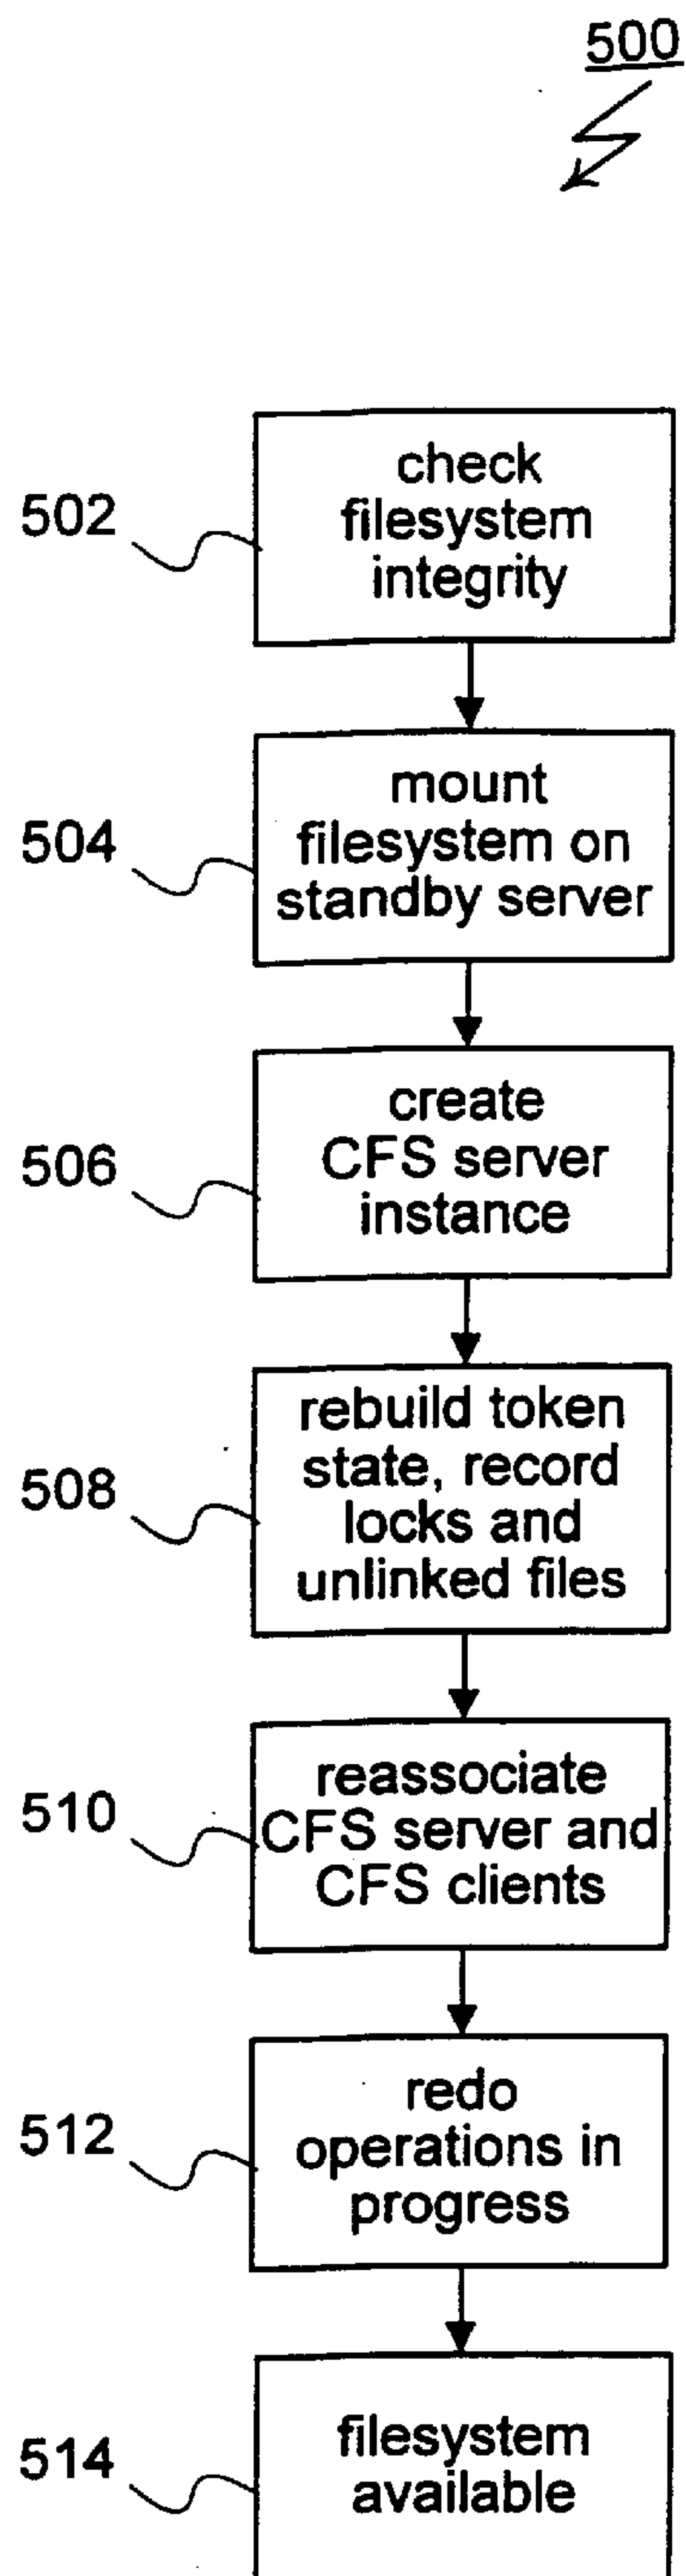 500
502
check
filesystem
integrity
504
mount
filesystem on
standby server
506
create
CFS server
instance
508
rebuild token
state, record
locks and
unlinked files
510
reassociate
CFS server and
CFS clients
512
redo
operations in
progress
514
filesystem
available